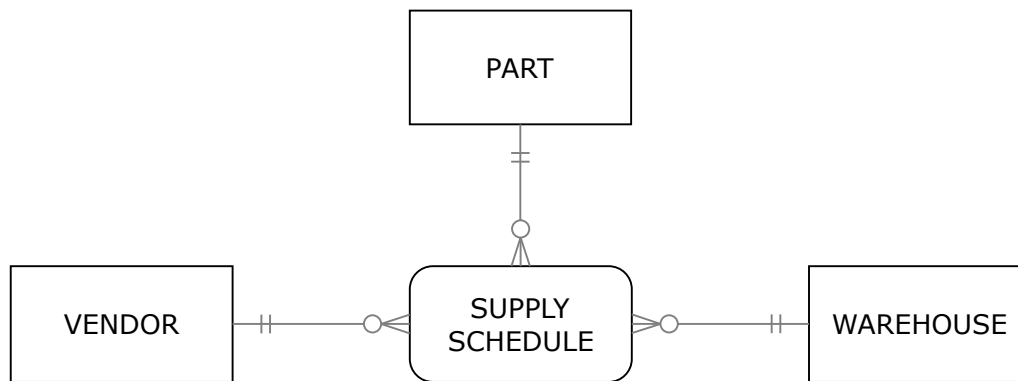 PART
VENDOR
SUPPLY
SCHEDULE
WAREHOUSE